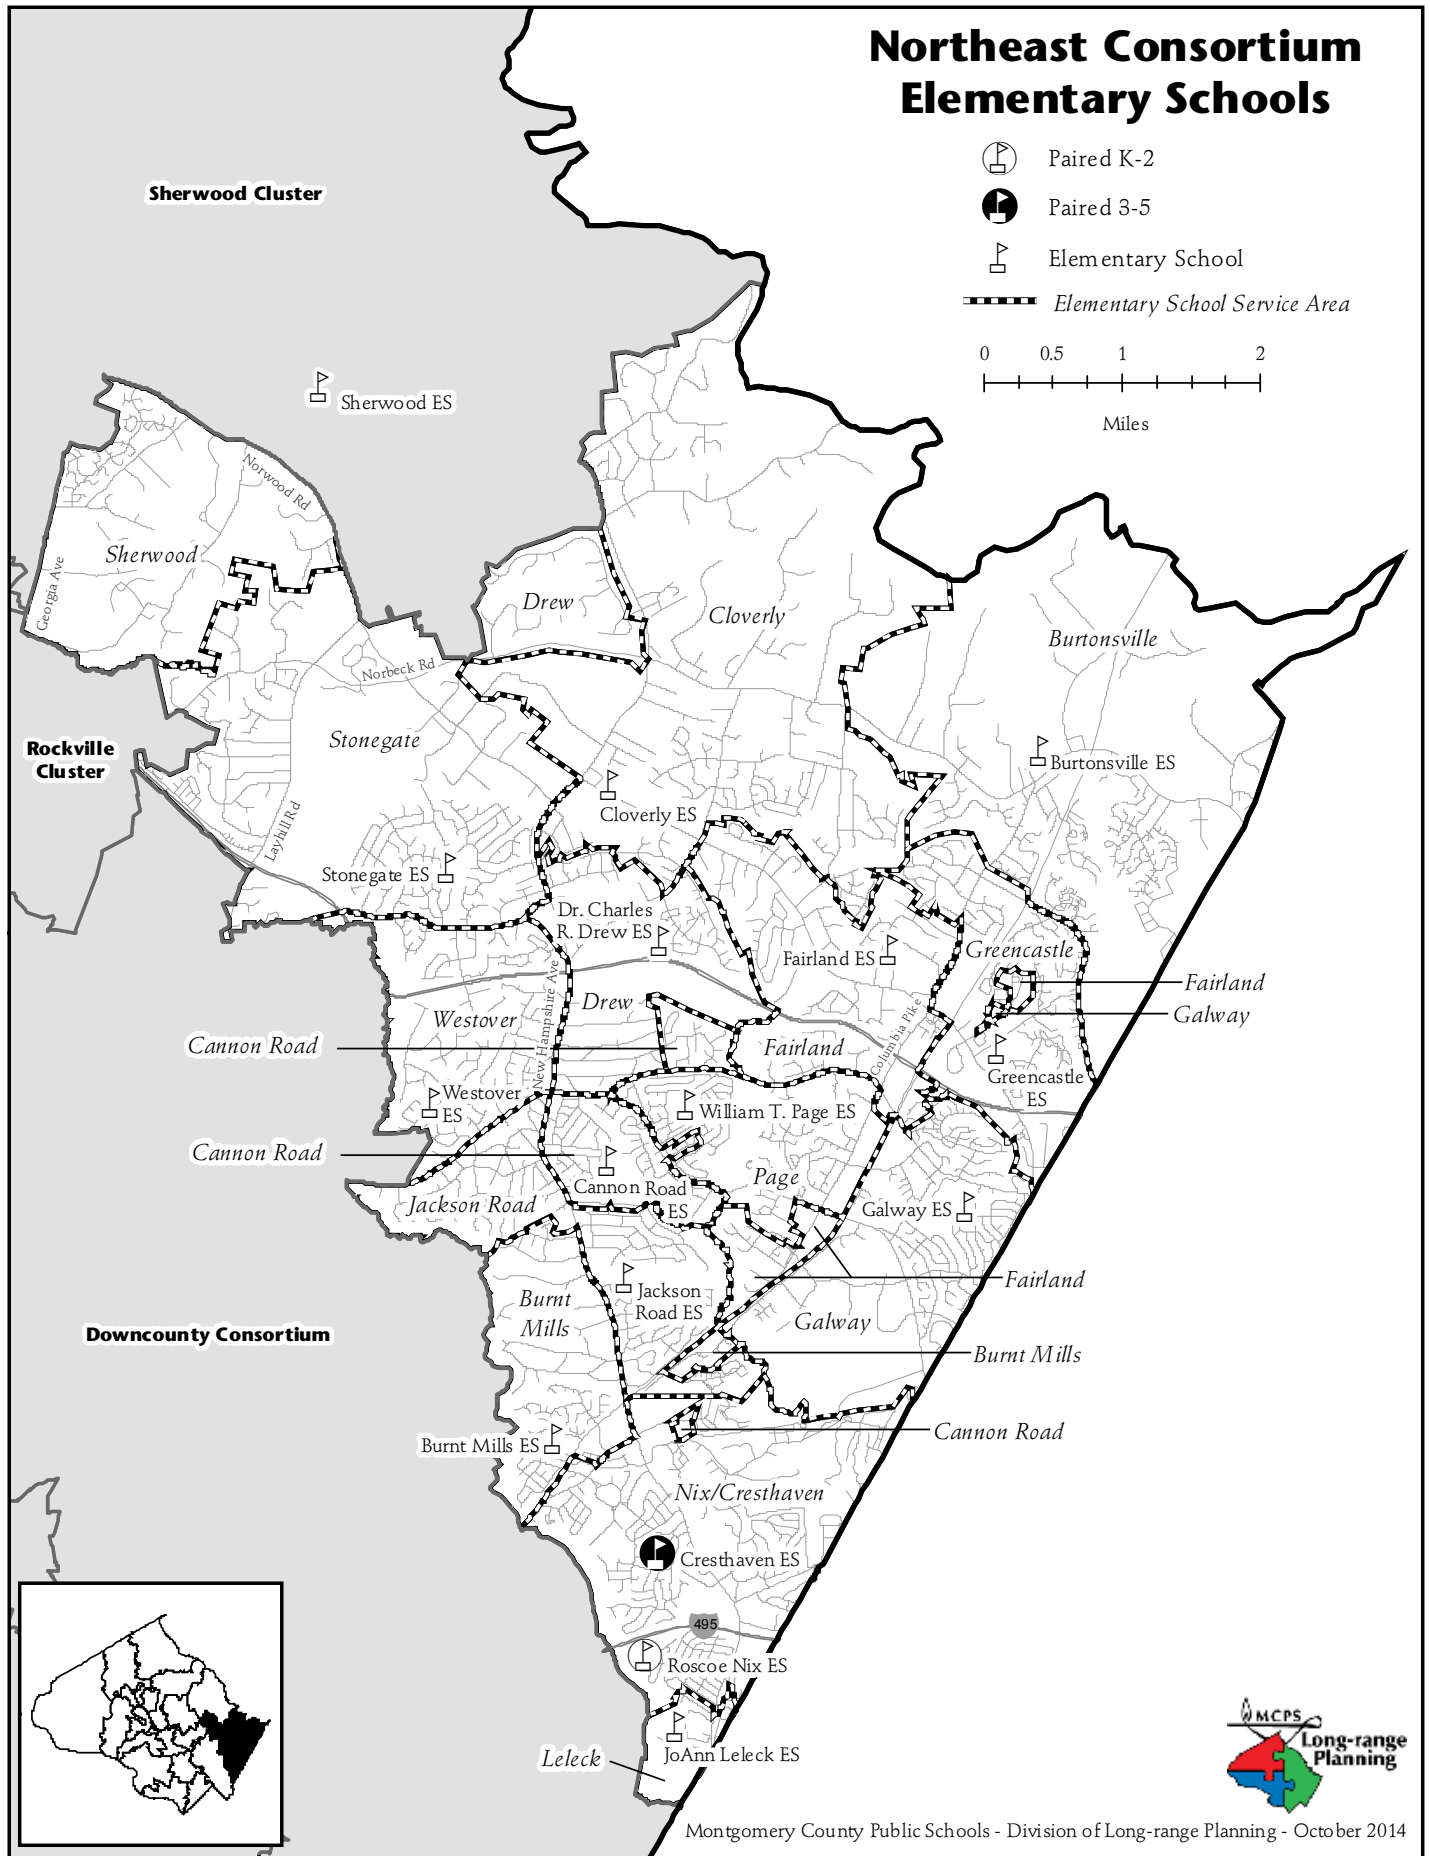 Northeast Consortium
Elementary Schools
Paired K-2
Paired 3-5
Elementary School
Elementary School Service Area
0 0.5 1 2
Miles
Sherwood Cluster
Sherwood ES
Norwood Rd
Sherwood
Georgia Ave
Drew
Cloverly
Burtonsville
Norbeck Rd
Stonegate
Rockville
Cluster
Burtonsville ES
Cloverly ES
Layhill Rd
Stonegate ES
Dr. Charles
R. Drew ES
Fairland ES
Greencastle
Fairland
Galway
Drew
New Hampshire Ave
Westover
Columbia Pike
Cannon Road
Fairland
Greencastle
ES
Westover
ES
William T. Page ES
Cannon Road
Page
Cannon Road
ES
Jackson Road
Galway ES
Fairland
Jackson
Road ES
Burnt
Mills
Galway
Downcounty Consortium
Burnt Mills
Cannon Road
Burnt Mills ES
Nix/Cresthaven
Cresthaven ES
495
Roscoe Nix ES
JoAnn Leleck ES
Leleck
MCPS
Long-range
Planning
Montgomery County Public Schools - Division of Long-range Planning - October 2014